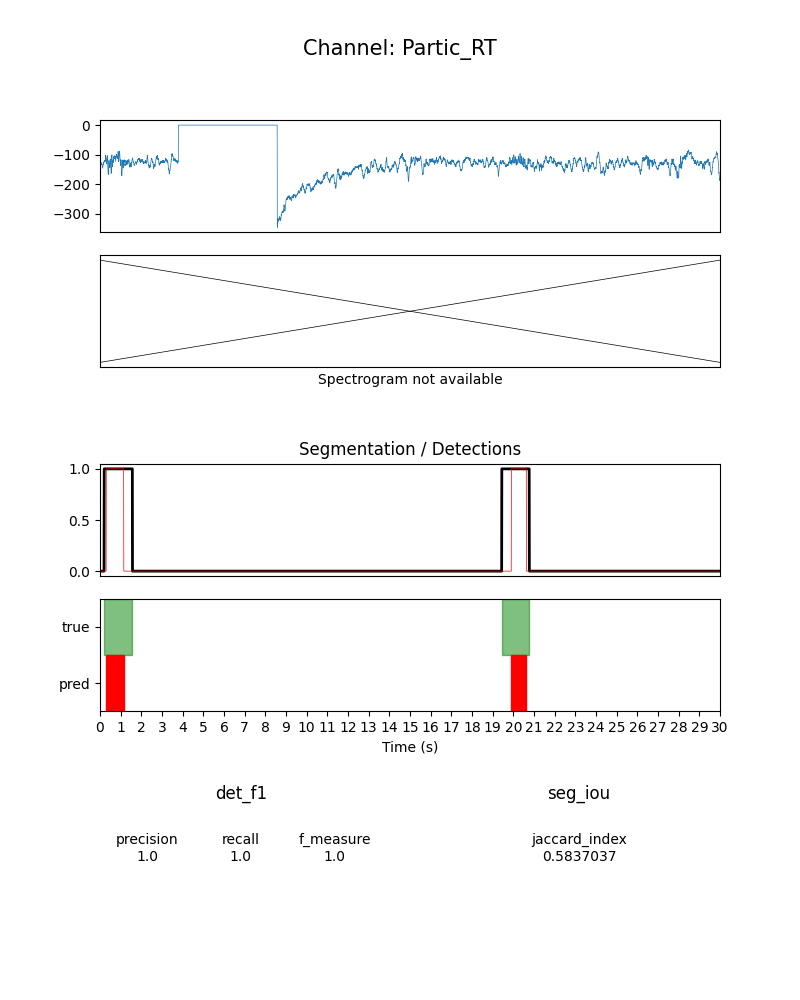 Channel: Partic_RT
0
−100
−200
−300
Spectrogram not available
Segmentation / Detections
1.0
0.5
0.0
true
pred
0 1 2 3 4 5 6 7 8 9 10 11 12 13 14 15 16 17 18 19 20 21 22 23 24 25 26 27 28 29 30
Time (s)
det_f1 seg_iou
precision recall f_measure jaccard_index
1.0 1.0 1.0 0.5837037